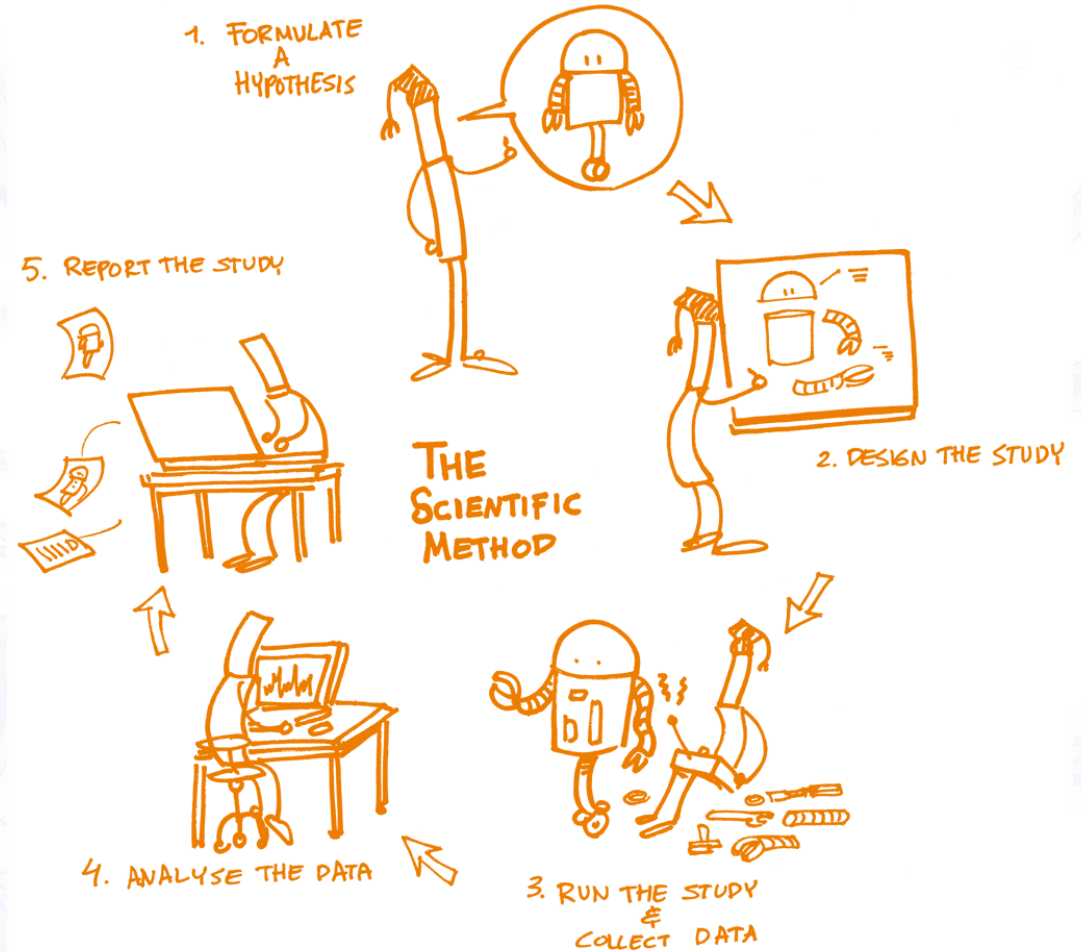 1. FORMULATE
A
HYPOTHESIS
2. DESIGN THE STUDY
3. RUN THE STUDY
&
COLLECT DATA
4. ANALYSE THE DATA
5. REPORT THE STUDY
THE
SCIENTIFIC
METHOD